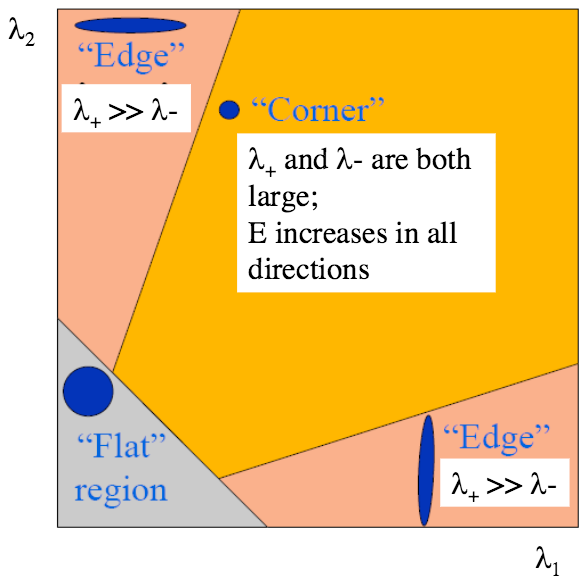 λ2
“Edge”
λ+ >> λ-
“Corner”
λ+ and λ- are both
large;
E increases in all
directions
“Flat”
region
“Edge”
λ+ >> λ-
λ1